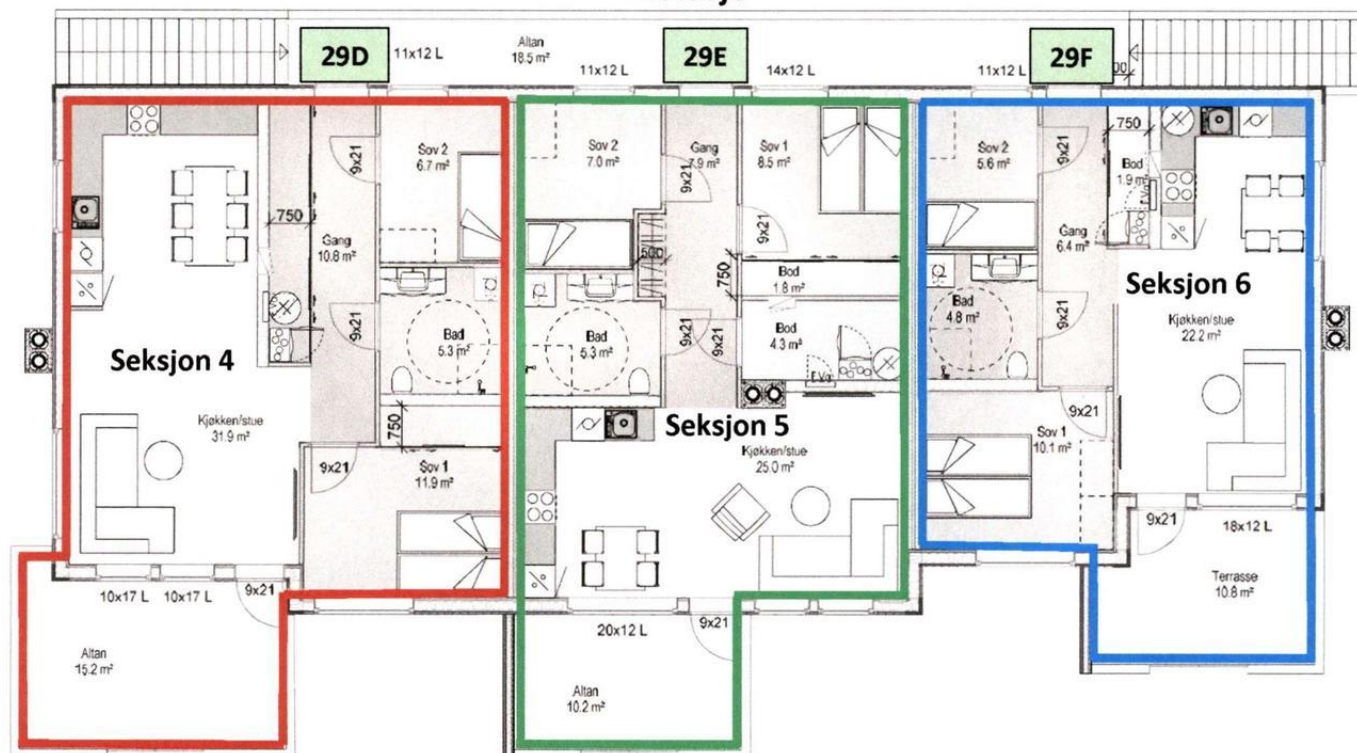 29D
11x12 L
Altan
18.5 m²
11x12 L
29E
14x12 L
11x12 L
29F
Sov 2
6.7 m²
9x21
750
Gang
10.8 m²
9x21
Bad
5.3 m²
Seksjon 4
Kjøkken/stue
31.9 m²
750
9x21
Sov 1
11.9 m²
10x17 L
10x17 L
9x21
Altan
15.2 m²
Sov 2
7.0 m²
Gang
7.9 m²
9x21
Sov 1
8.5 m²
9x21
600
750
Bod
1.8 m²
Bad
5.3 m²
9x21
9x21
Bod
4.3 m²
Seksjon 5
Kjøkken/stue
25.0 m²
20x12 L
9x21
Altan
10.2 m²
Sov 2
5.6 m²
9x21
750
Bod
1.9 m²
Gang
6.4 m²
Seksjon 6
Bad
4.8 m²
9x21
Kjøkken/stue
22.2 m²
9x21
Sov 1
10.1 m²
9x21
18x12 L
Terrasse
10.8 m²